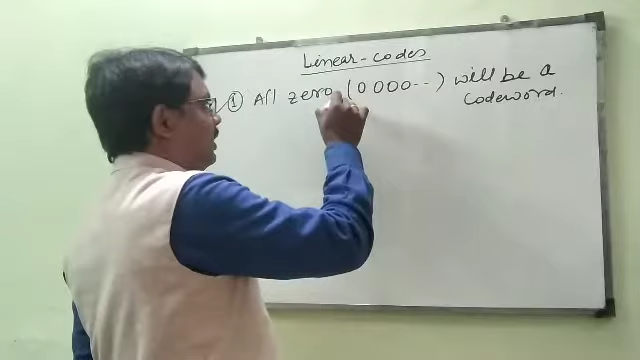 Linear-codes
① All zero (0000--) will be a
codeword.